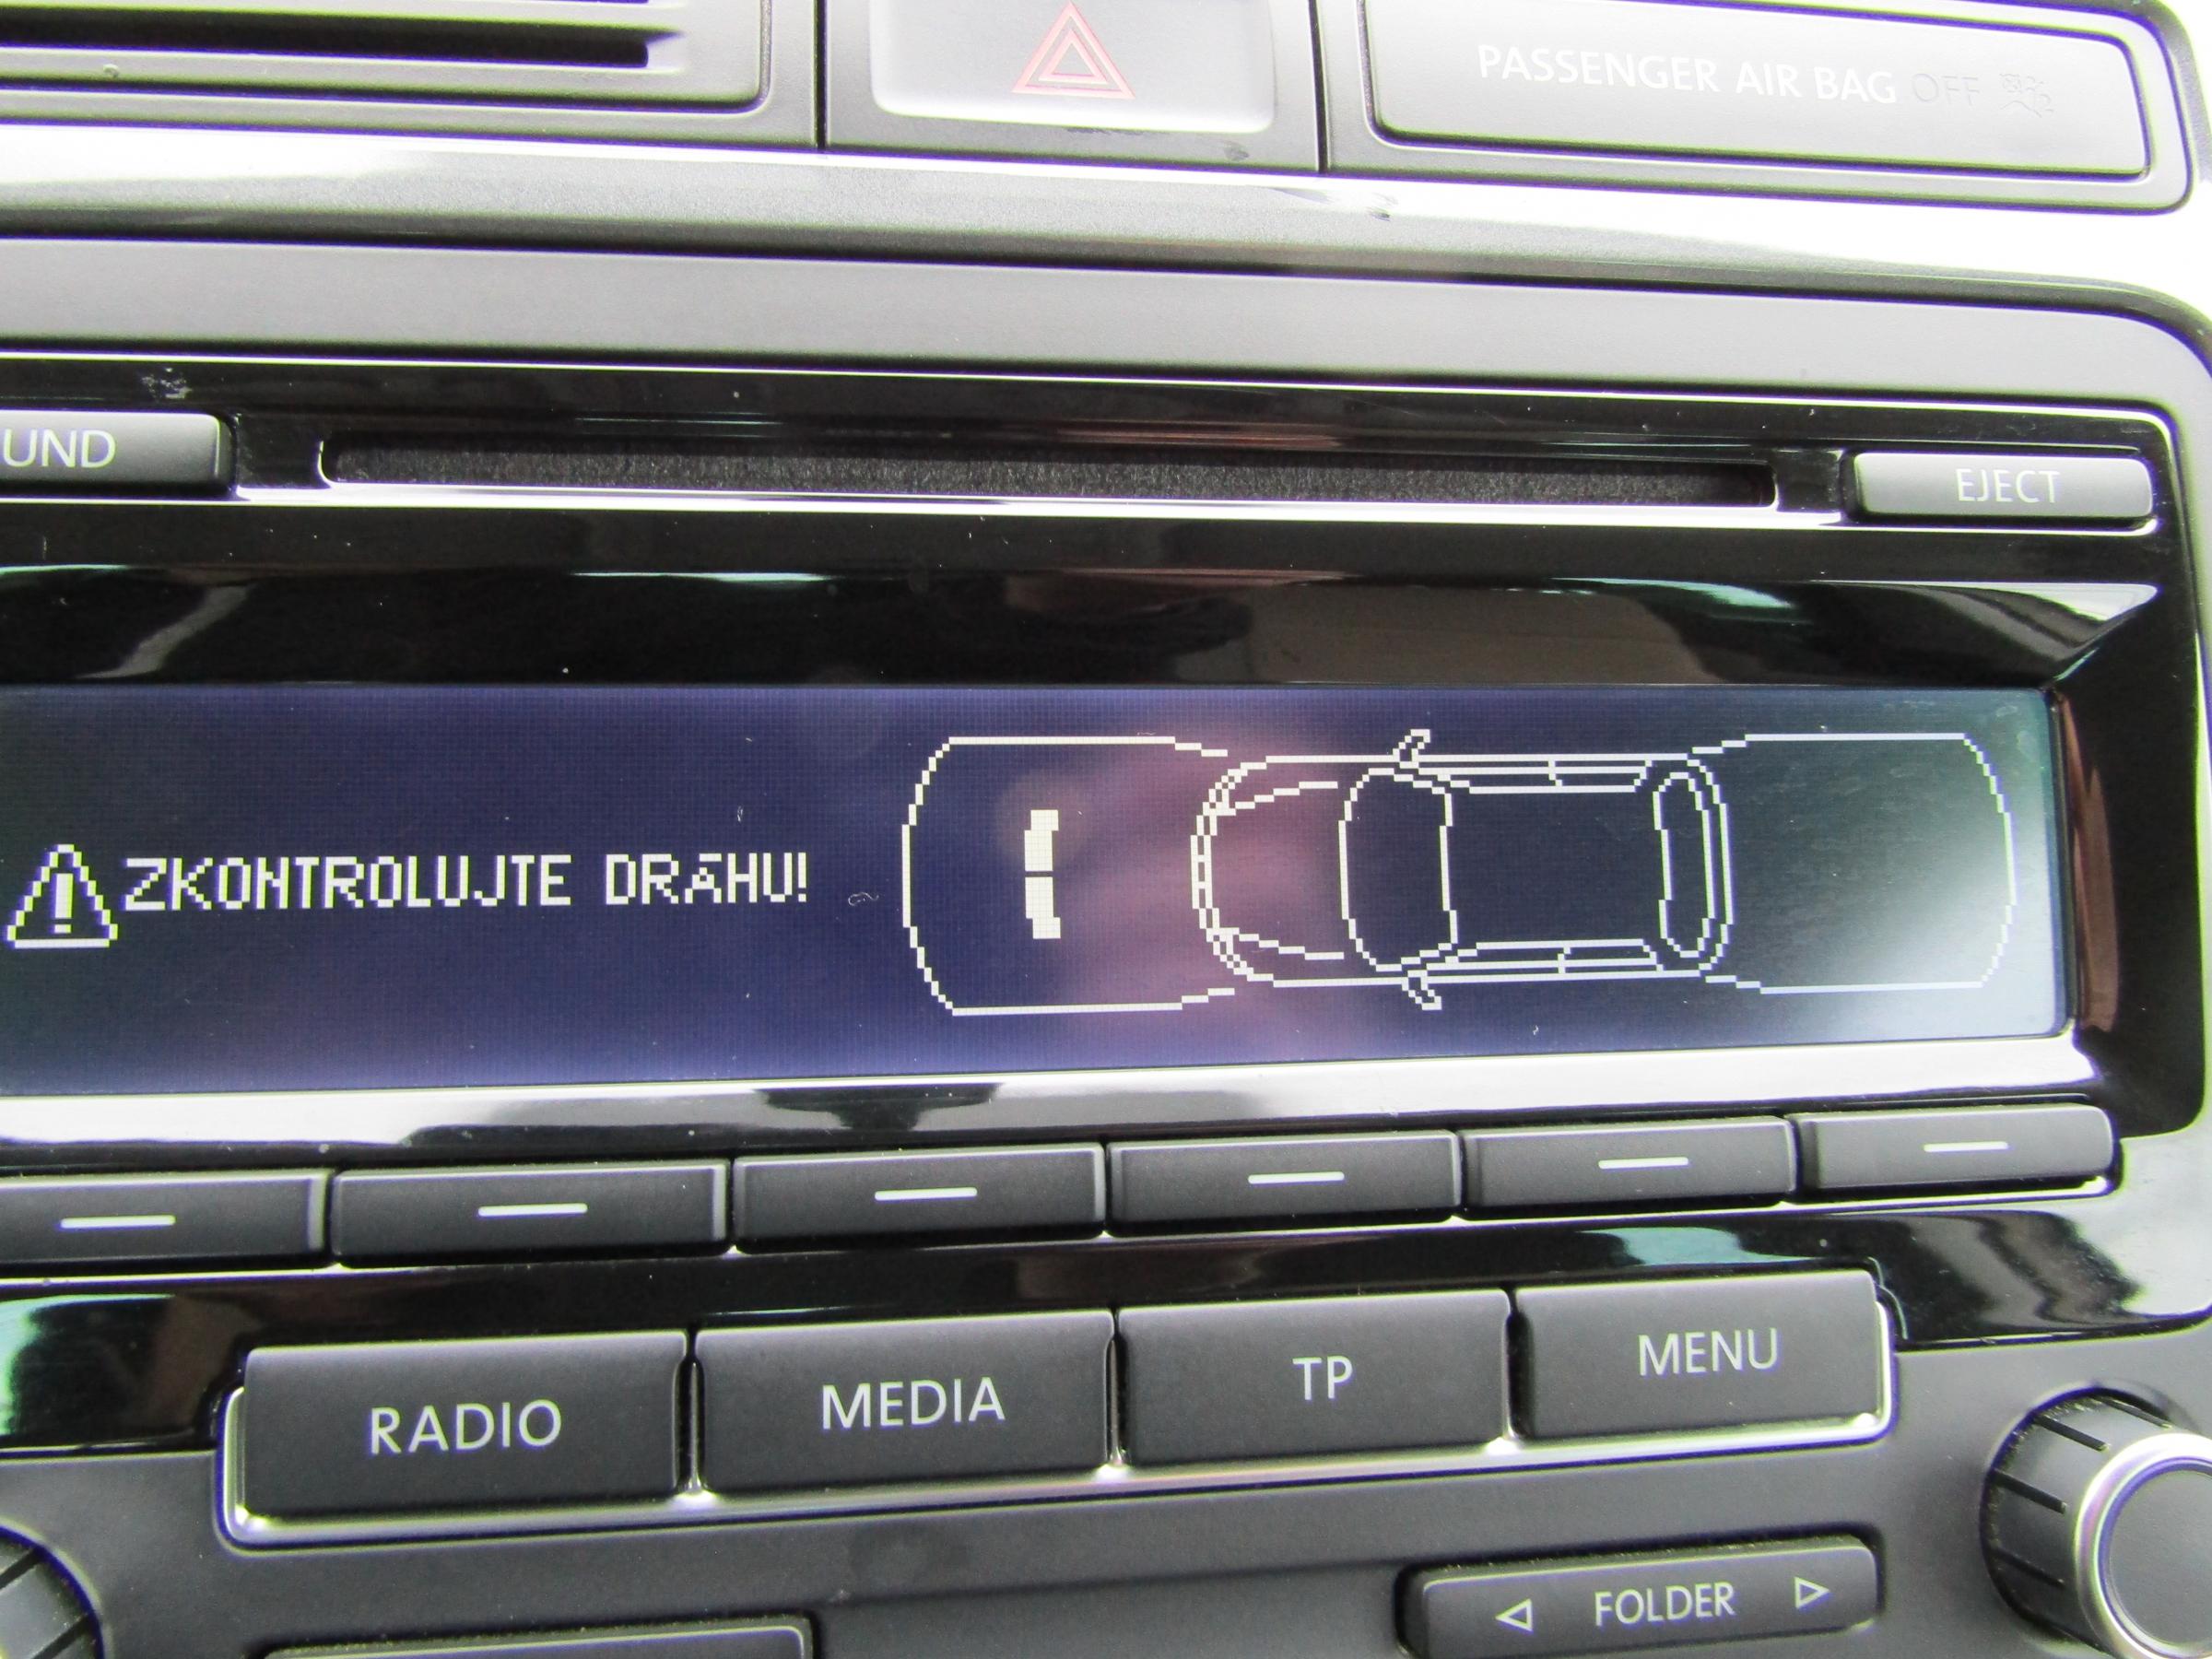 PASSENGER AIR BAG OFF
UND
EJECT
ZKONTROLUJTE DRÁHU!
RADIO
MEDIA
TP
MENU
FOLDER